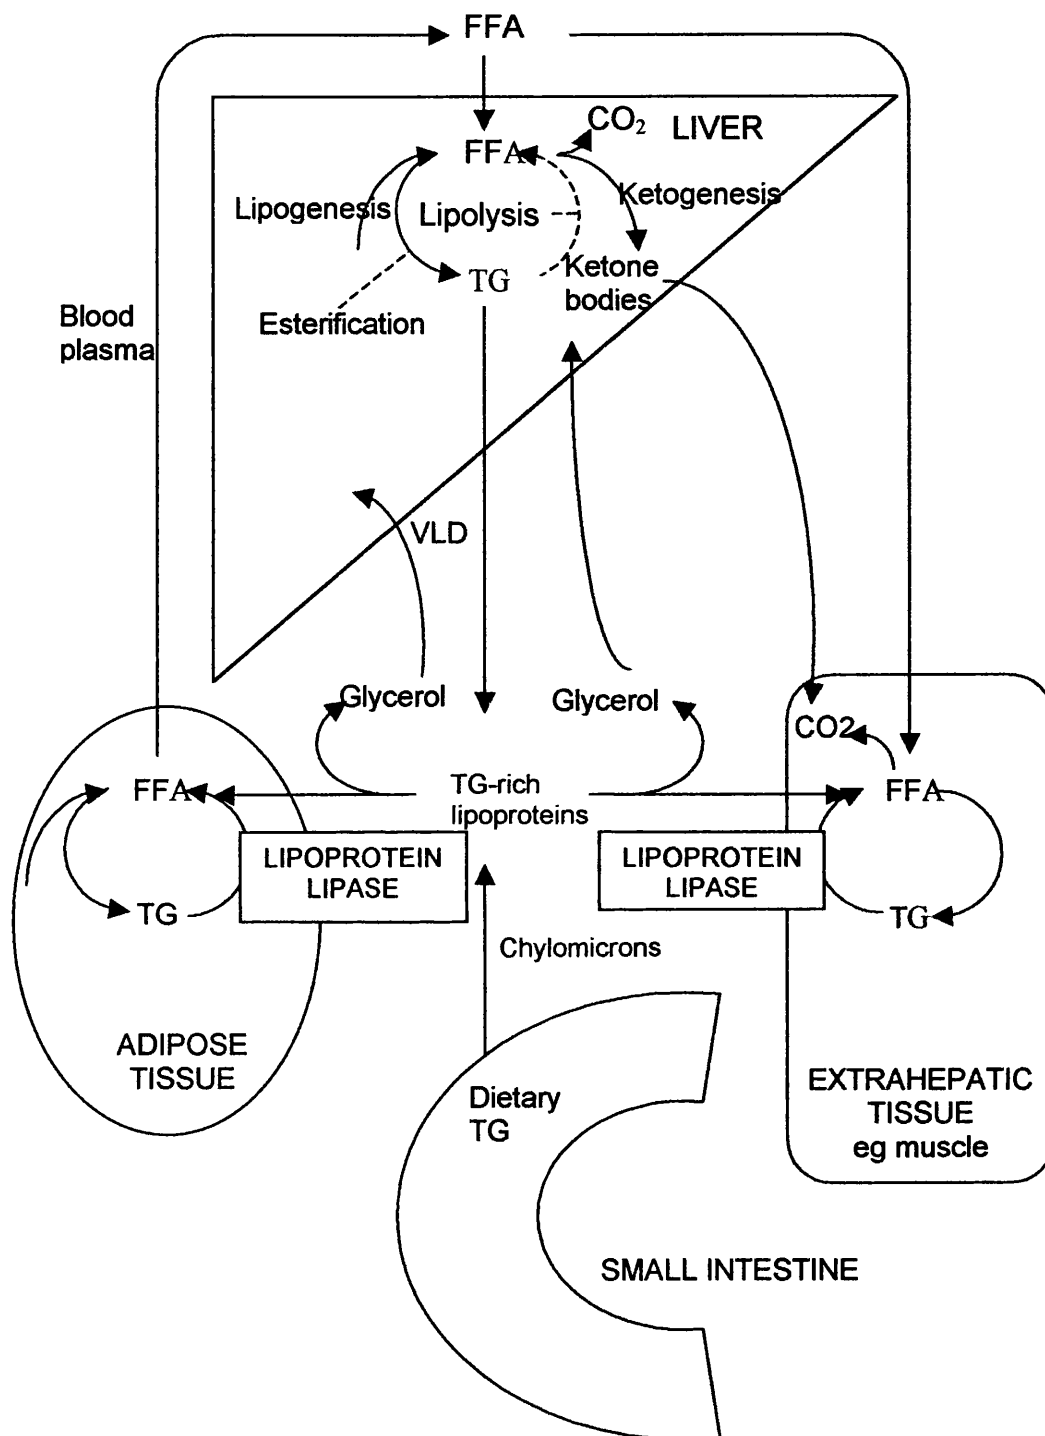 FFA
CO₂
LIVER
FFA
Lipogenesis
Lipolysis
Ketogenesis
TG
Ketone
bodies
Esterification
Blood
plasma
VLD
Glycerol
Glycerol
CO2
FFA
TG-rich
lipoproteins
FFA
LIPOPROTEIN
LIPASE
LIPOPROTEIN
LIPASE
TG
TG
Chylomicrons
ADIPOSE
TISSUE
Dietary
TG
EXTRAHEPATIC
TISSUE
eg muscle
SMALL INTESTINE